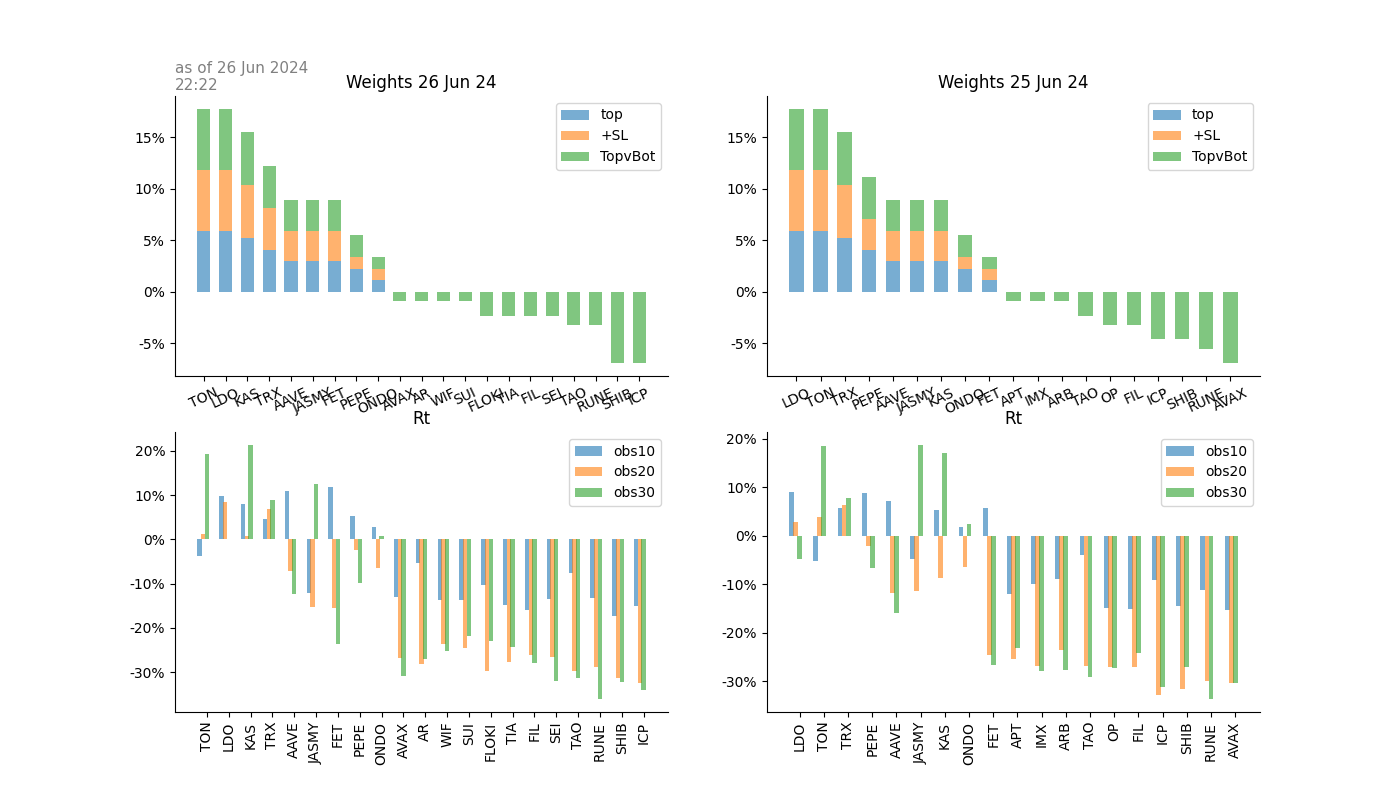 as of 26 Jun 2024
22:22
Weights 26 Jun 24
top
+SL
TopvBot
15%
10%
5%
0%
-5%
TON LDO KAS TRX AAVE JASMY FET PEPE ONDO AVAX AR WIF SUI FLOKI TIA FIL SEI TAO RUNE SHIB ICP
Weights 25 Jun 24
top
+SL
TopvBot
15%
10%
5%
0%
-5%
LDO TON TRX PEPE AAVE JASMY KAS ONDO FET APT IMX ARB TAO OP FIL ICP SHIB RUNE AVAX
Rt
obs10
obs20
obs30
20%
10%
0%
-10%
-20%
-30%
TON LDO KAS TRX AAVE JASMY FET PEPE ONDO AVAX AR WIF SUI FLOKI TIA FIL SEI TAO RUNE SHIB ICP
Rt
obs10
obs20
obs30
20%
10%
0%
-10%
-20%
-30%
LDO TON TRX PEPE AAVE JASMY KAS ONDO FET APT IMX ARB TAO OP FIL ICP SHIB RUNE AVAX